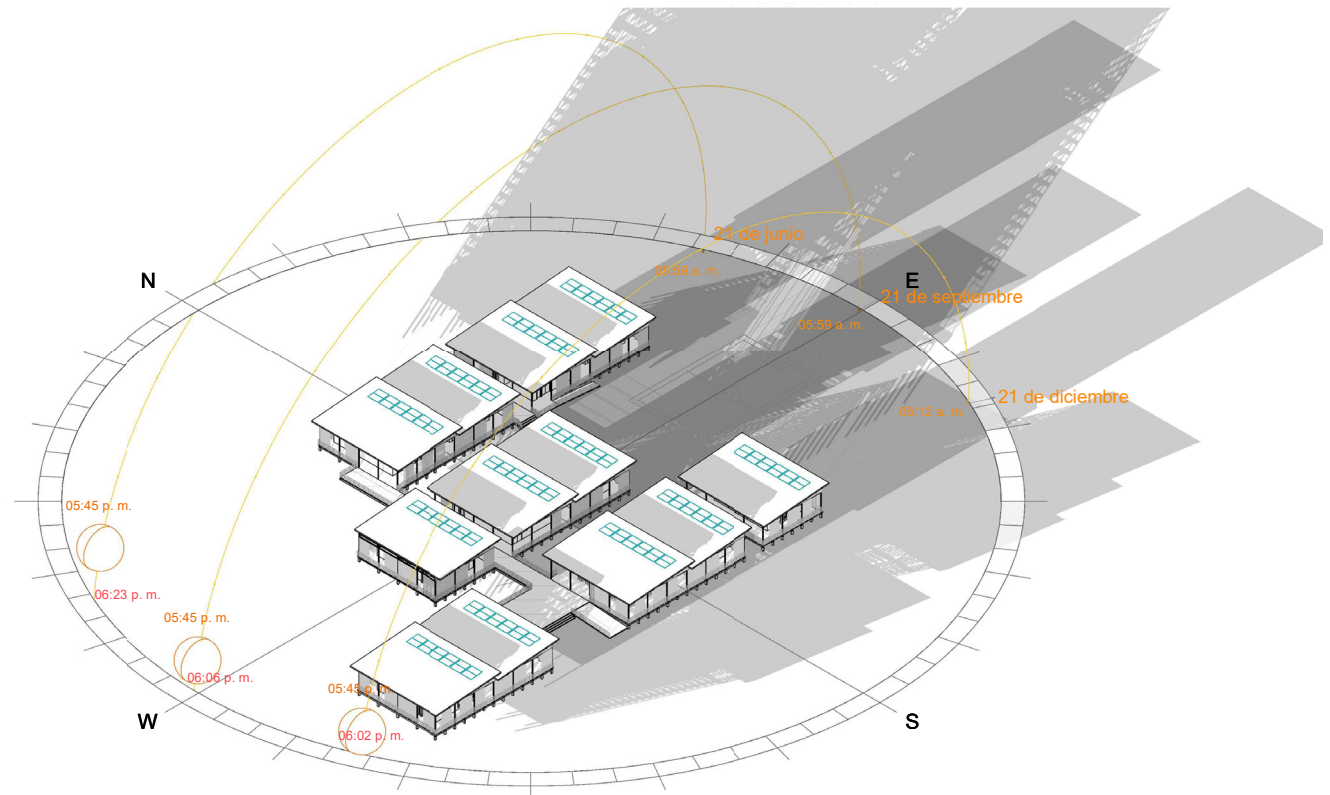 21 de junio
05:59 a. m.
N
E
21 de septiembre
05:59 a. m.
21 de diciembre
06:12 a. m.
05:45 p. m.
06:23 p. m.
05:45 p. m.
06:06 p. m.
05:45 p. m.
W
S
06:02 p. m.